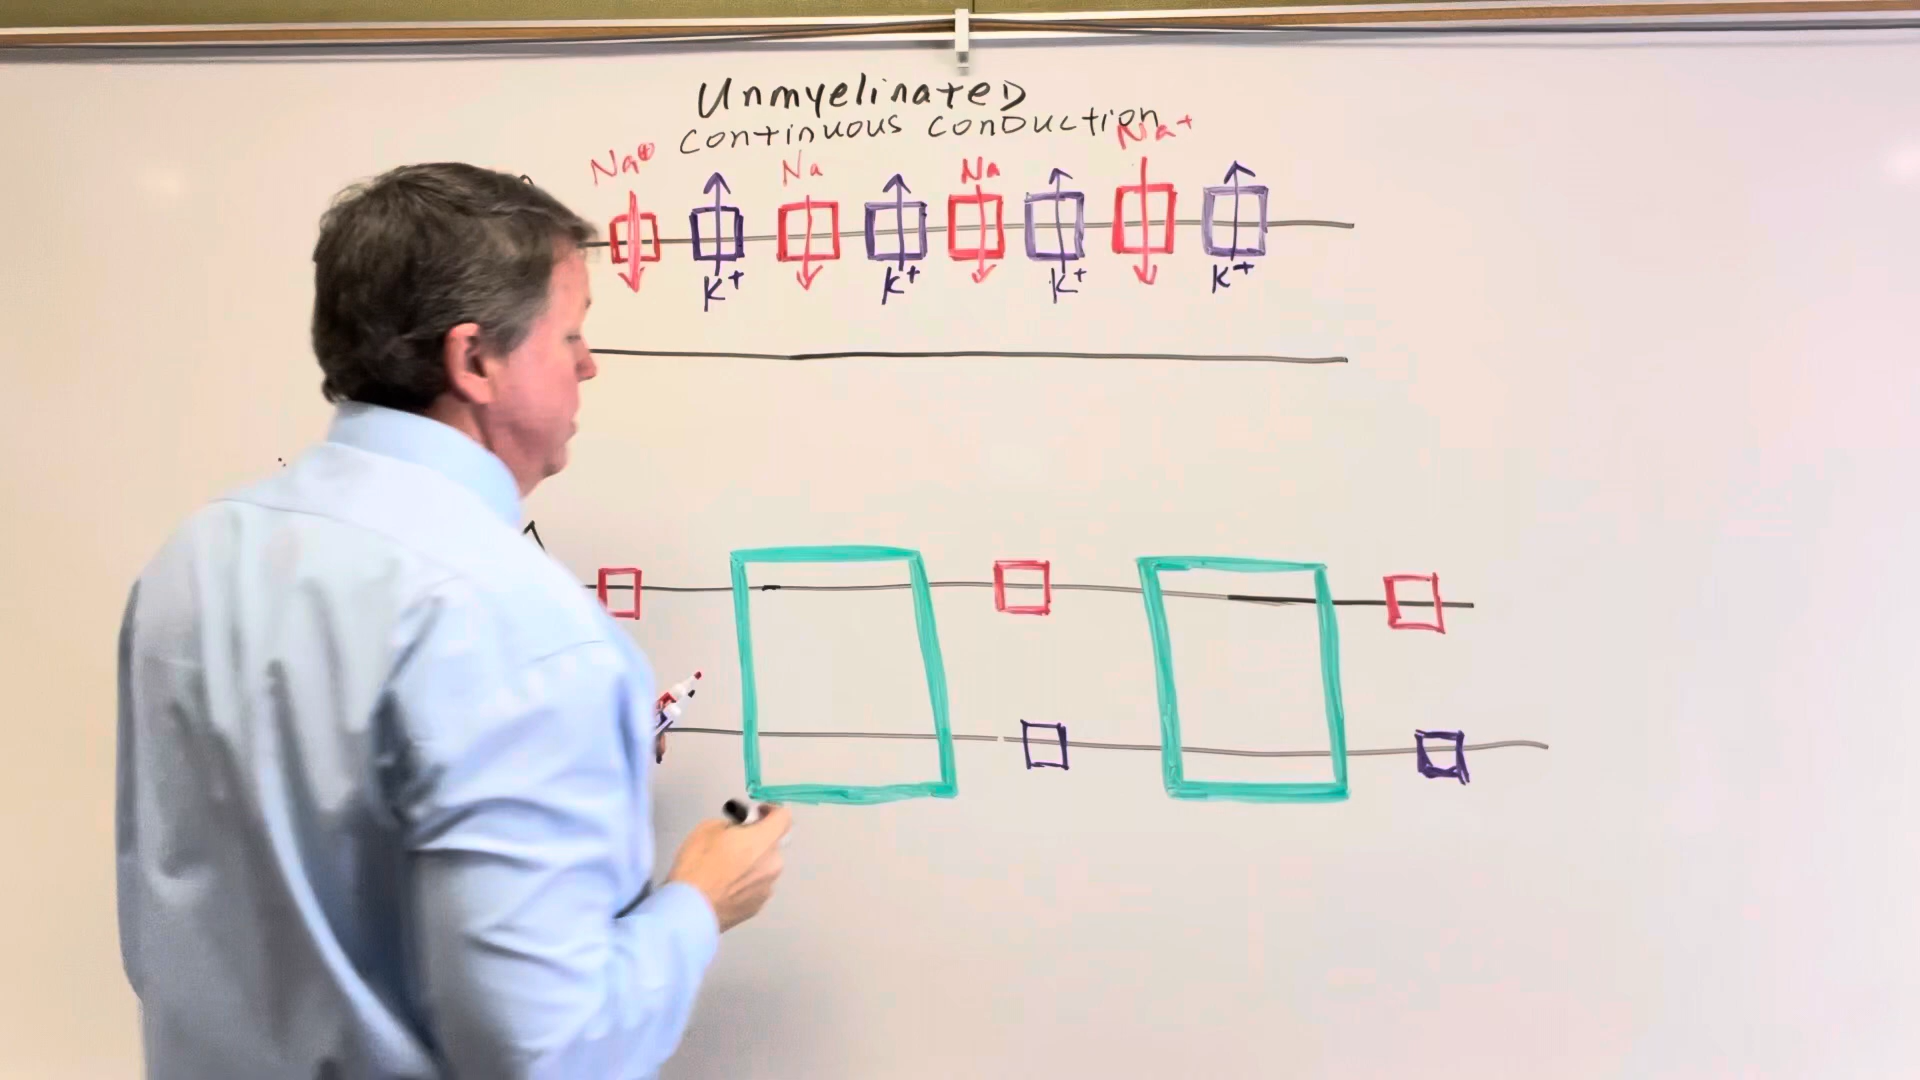 UnmyelinateD
continuous conDuction
Na⊕ Na Na Na+
K+ K+ K+ K+